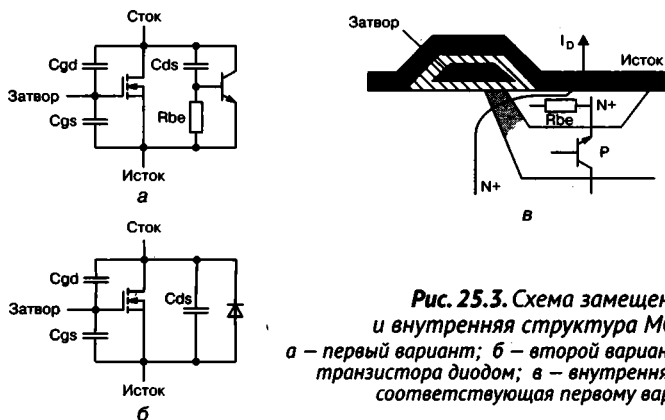 Сток
Cgd
Cds
Затвор
Cgs
Rbe
Исток
а
Затвор
ID
Исток
Rbe
N+
P
N+
в
Сток
Cgd
Cds
Затвор
Cgs
Исток
б
Рис. 25.3. Схема замещен
и внутренняя структура
а – первый вариант; б – второй вариан
транзистора диодом; в – внутрення
соответствующая первому вар